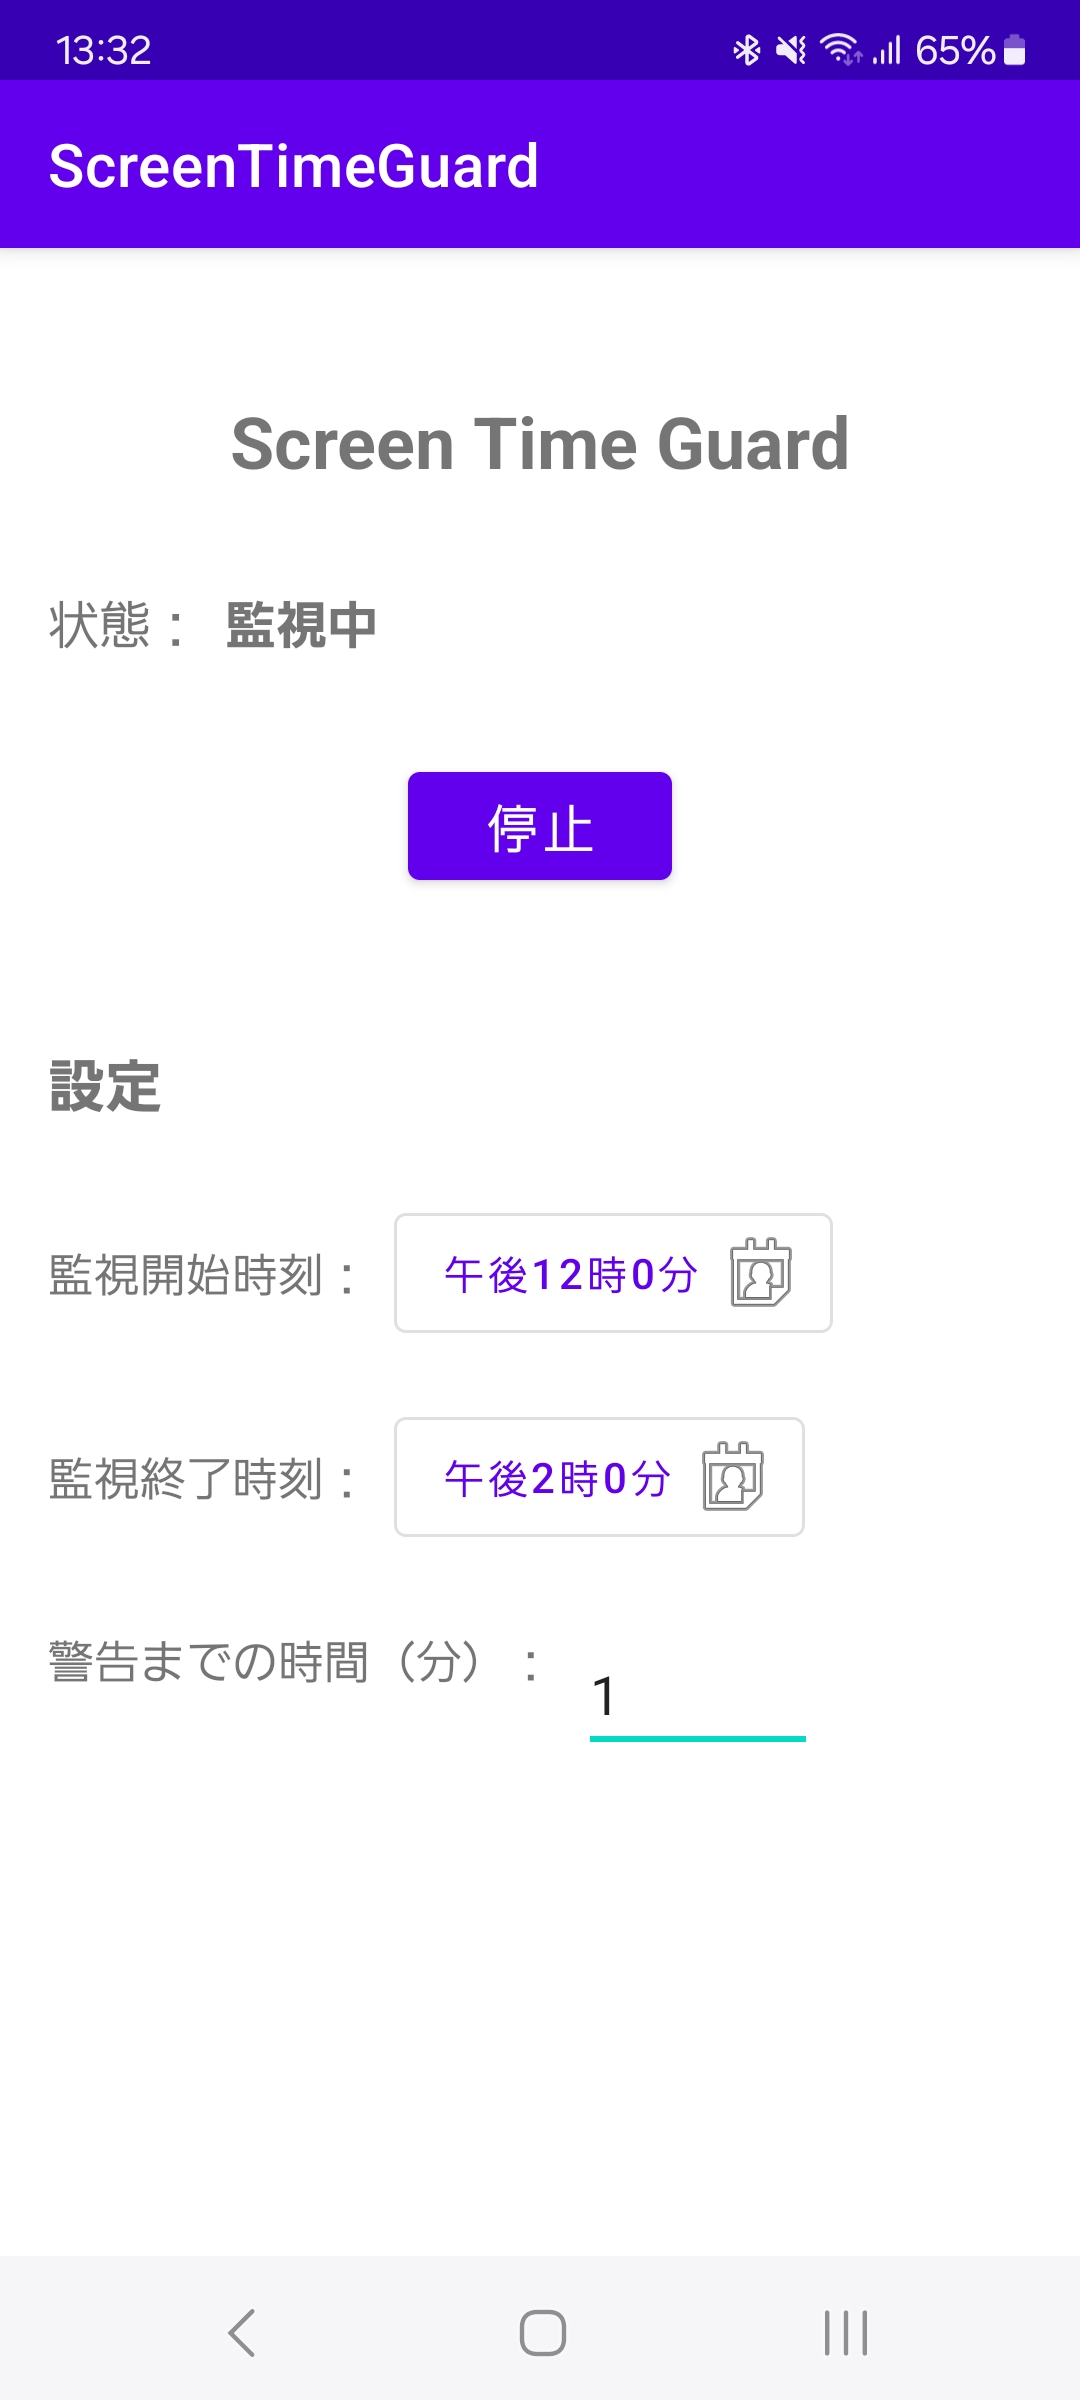 13:32 65%
ScreenTimeGuard
Screen Time Guard
状態： 監視中
停止
設定
監視開始時刻： 午後12時0分
監視終了時刻： 午後2時0分
警告までの時間（分）： 1